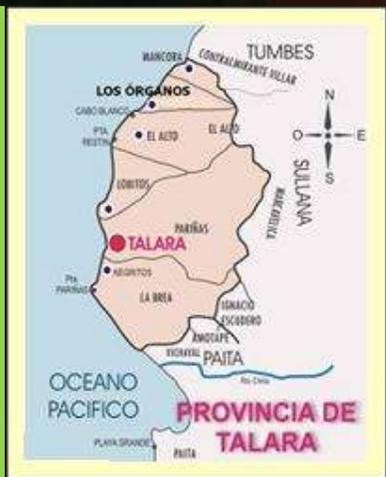 TUMBES
MANCORA
CONTRALMIRANTE VILLAR
LOS ÓRGANOS
CABO BLANCO
EL ALTO
EL ALTO
PTA.
RESTIN
N
O
E
S
SULLANA
LOBITOS
MARCAVELICA
PARIÑAS
TALARA
NEGRITOS
Pta
PARIÑAS
LA BREA
IGNACIO
ESCUDERO
AMOTAPE
VICHAYAL
PAITA
Rio Chira
OCEANO
PACIFICO
PROVINCIA DE
TALARA
PLAYA GRANDE
PAITA